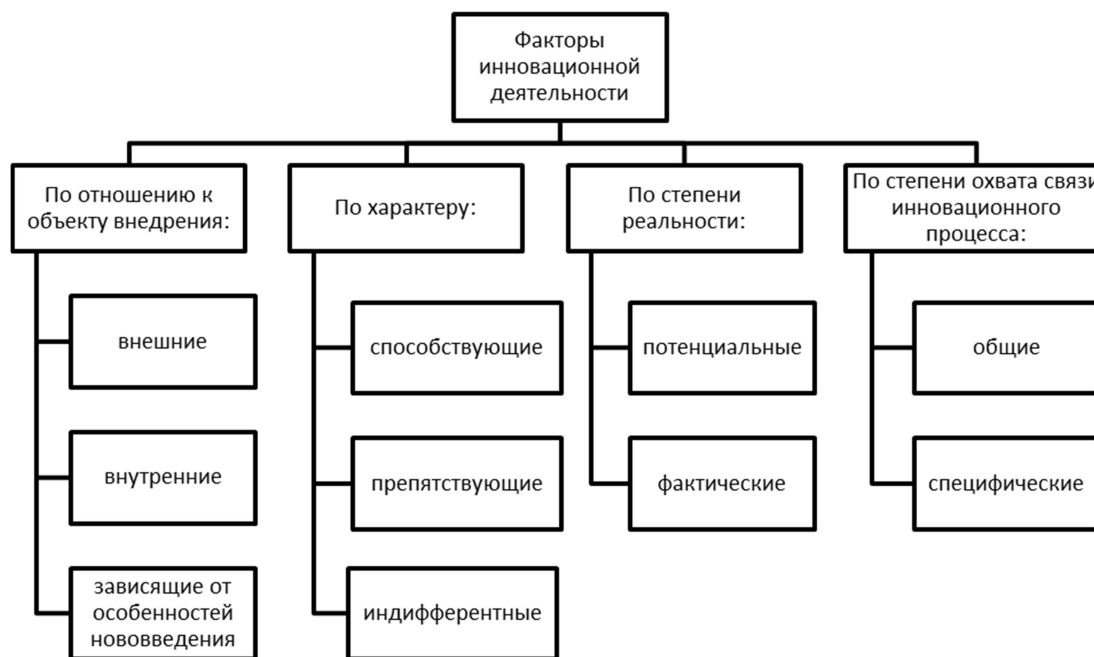 Факторы
инновационной
деятельности
По отношению к
объекту внедрения:
внешние
внутренние
зависящие от
особенностей
нововведения
По характеру:
способствующие
препятствующие
индифферентные
По степени
реальности:
потенциальные
фактические
По степени охвата связи
инновационного
процесса:
общие
специфические